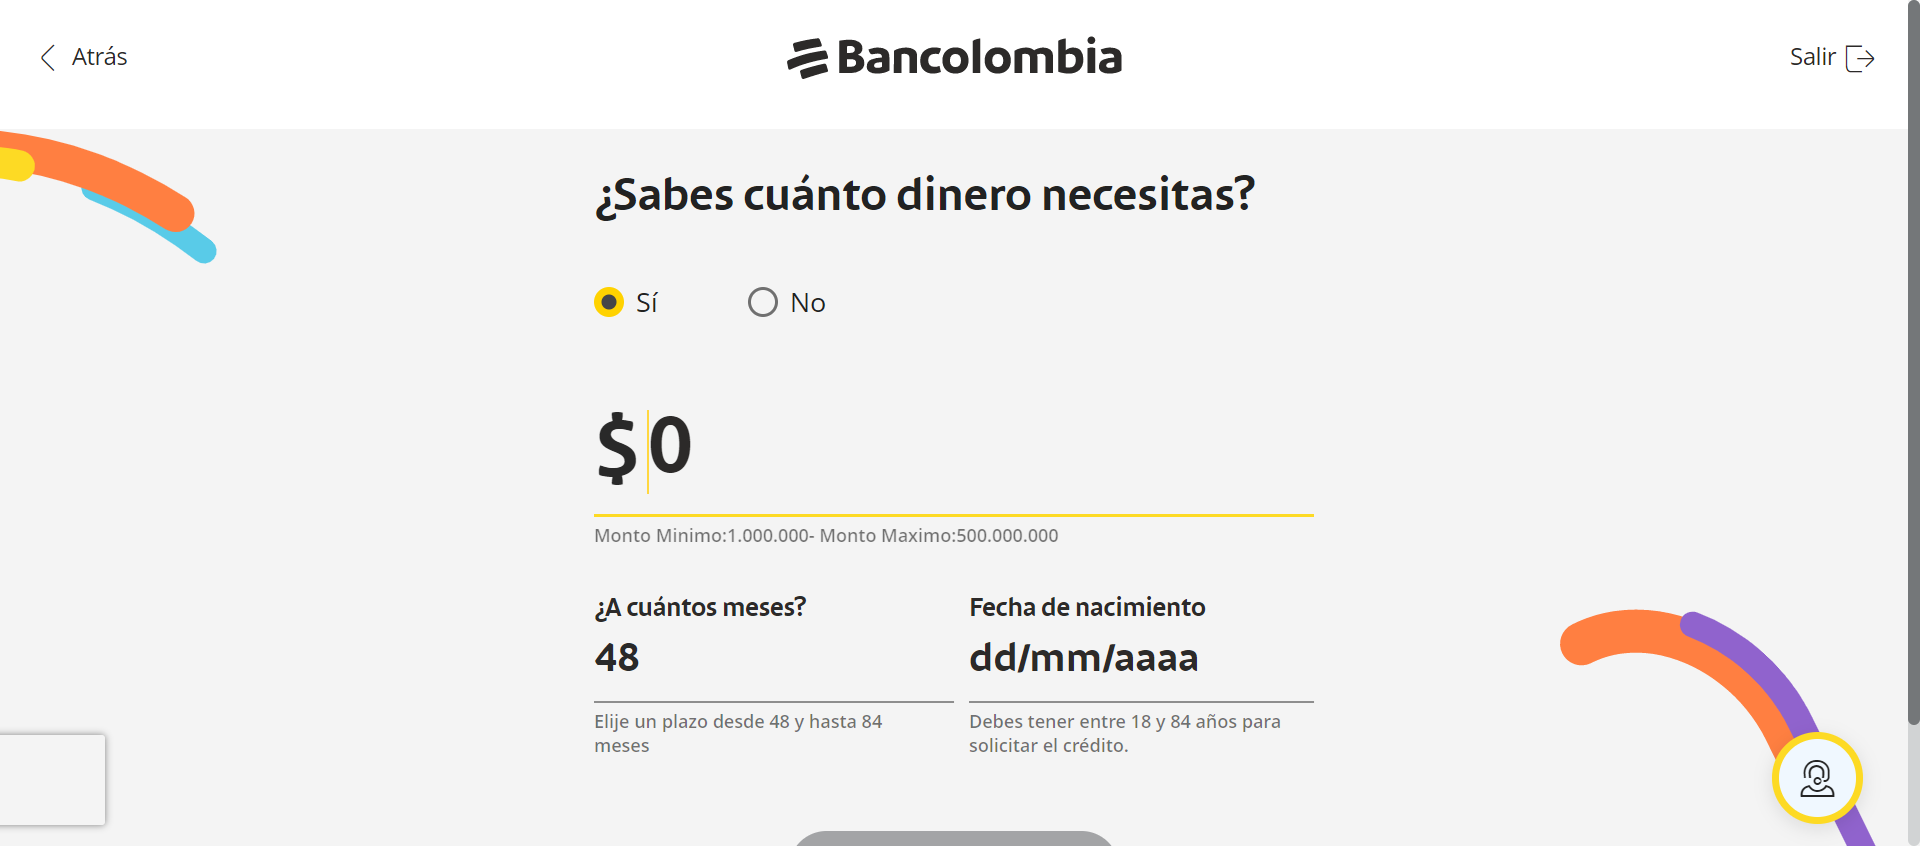 Atrás
Bancolombia
Salir
¿Sabes cuánto dinero necesitas?
Sí
No
$ 0
Monto Minimo:1.000.000- Monto Maximo:500.000.000
¿A cuántos meses?
48
Elije un plazo desde 48 y hasta 84
meses
Fecha de nacimiento
dd/mm/aaaa
Debes tener entre 18 y 84 años para
solicitar el crédito.